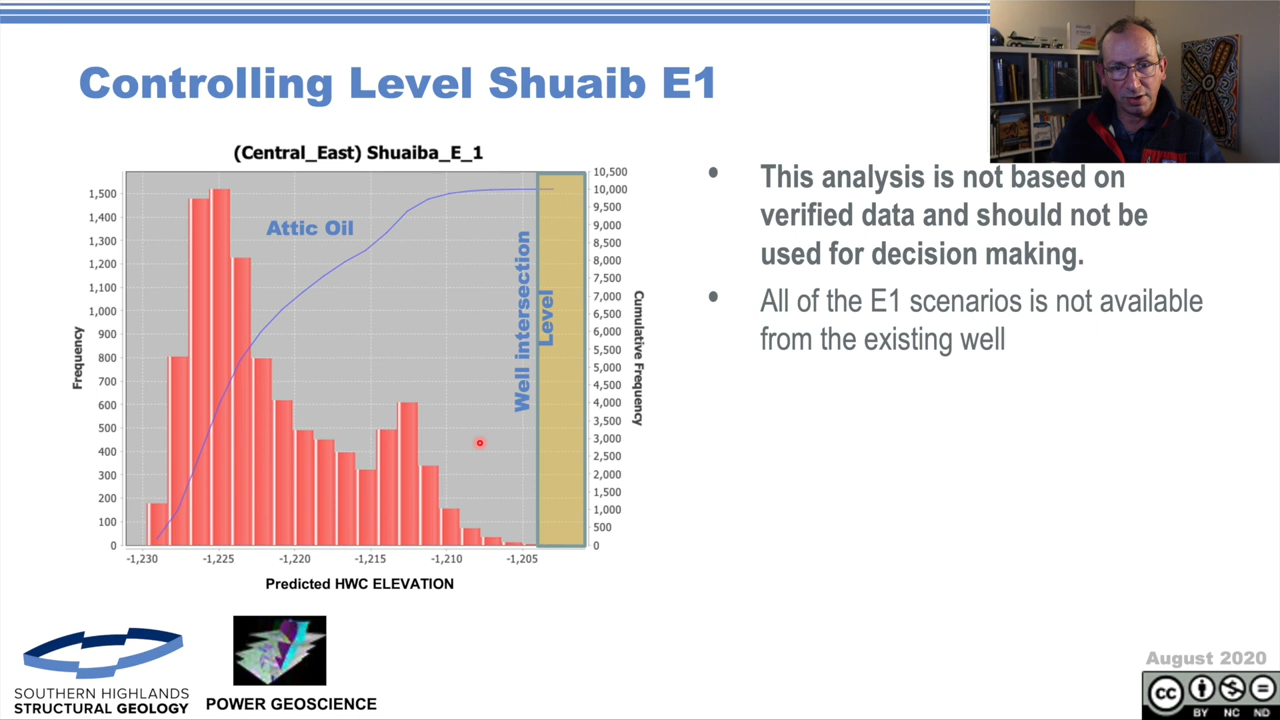 Controlling Level Shuaib E1
(Central_East) Shuaiba_E_1
This analysis is not based on
verified data and should not be
used for decision making.
All of the E1 scenarios is not available
from the existing well
Attic Oil
Well intersection
Level
Frequency
1,500
1,400
1,300
1,200
1,100
1,000
900
800
700
600
500
400
300
200
100
0
Cumulative Frequency
10,500
10,000
9,500
9,000
8,500
8,000
7,500
7,000
6,500
6,000
5,500
5,000
4,500
4,000
3,500
3,000
2,500
2,000
1,500
1,000
500
0
-1,230 -1,225 -1,220 -1,215 -1,210 -1,205
Predicted HWC ELEVATION
SOUTHERN HIGHLANDS
STRUCTURAL GEOLOGY
POWER GEOSCIENCE
August 2020
cc
BY NC ND